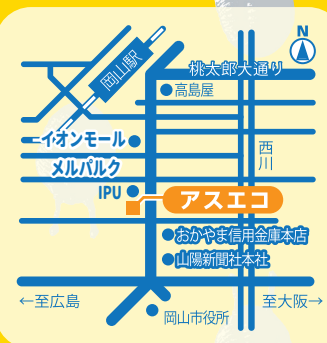 N
岡山駅
桃太郎大通り
高島屋
イオンモール
西川
メルパルク
IPU
アスエコ
おかやま信用金庫本店
山陽新聞社本社
←至広島
至大阪→
岡山市役所